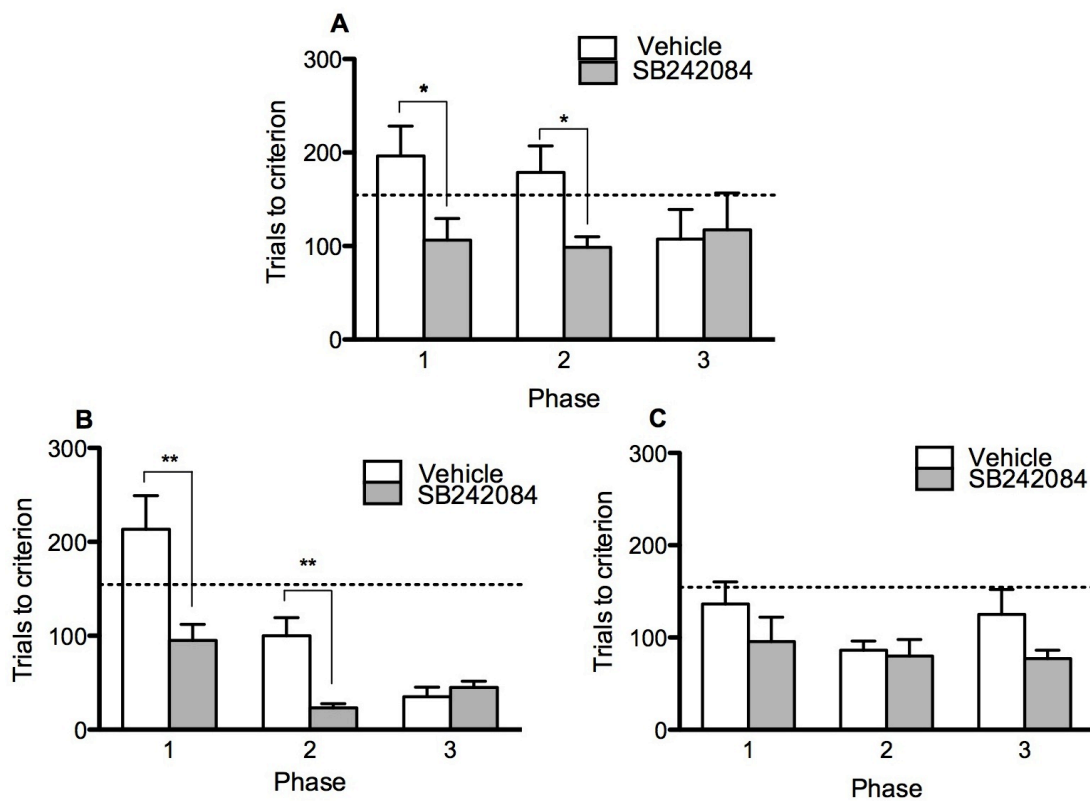 A
Vehicle
SB242084
300
200
100
0
Trials to criterion
*
*
1
2
3
Phase
B
Vehicle
SB242084
300
200
100
0
Trials to criterion
**
**
1
2
3
Phase
C
Vehicle
SB242084
300
200
100
0
Trials to criterion
1
2
3
Phase